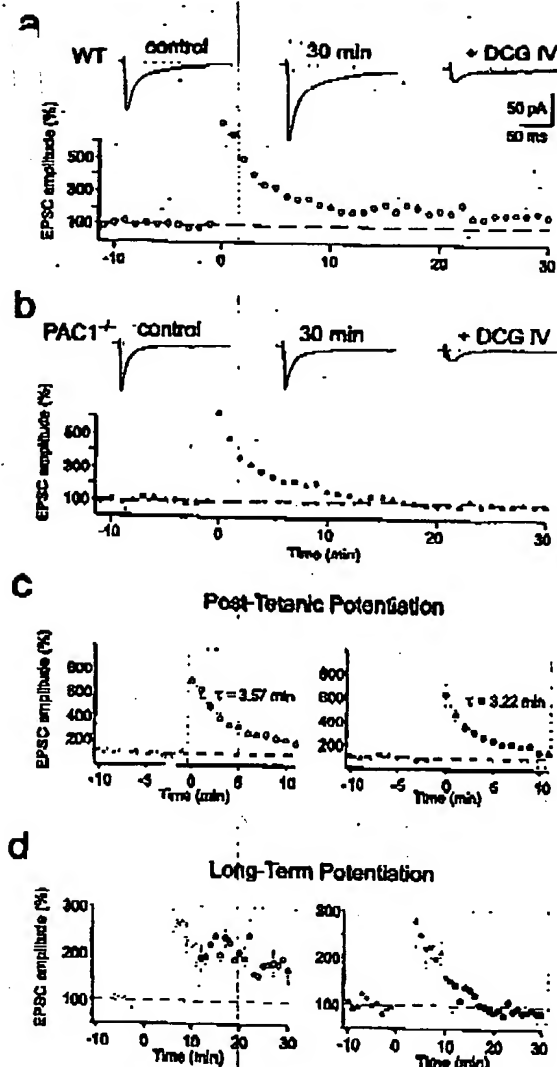 a
WT control 30 min + DCG IV
50 pA
50 ms
EPSC amplitude (%)
500
300
100
-10 0 10 20 30
b
PAC1-/- control 30 min + DCG IV
EPSC amplitude (%)
500
300
100
-10 0 10 20 30
Time (min)
c
Post-Tetanic Potentiation
EPSC amplitude (%)
800
600
400
200
τ = 3.57 min
-10 -5 0 5 10
Time (min)
800
600
400
200
τ = 3.22 min
-10 -5 0 5 10
Time (min)
d
Long-Term Potentiation
EPSC amplitude (%)
300
200
100
-10 0 10 20 30
Time (min)
300
200
100
-10 0 10 20 30
Time (min)